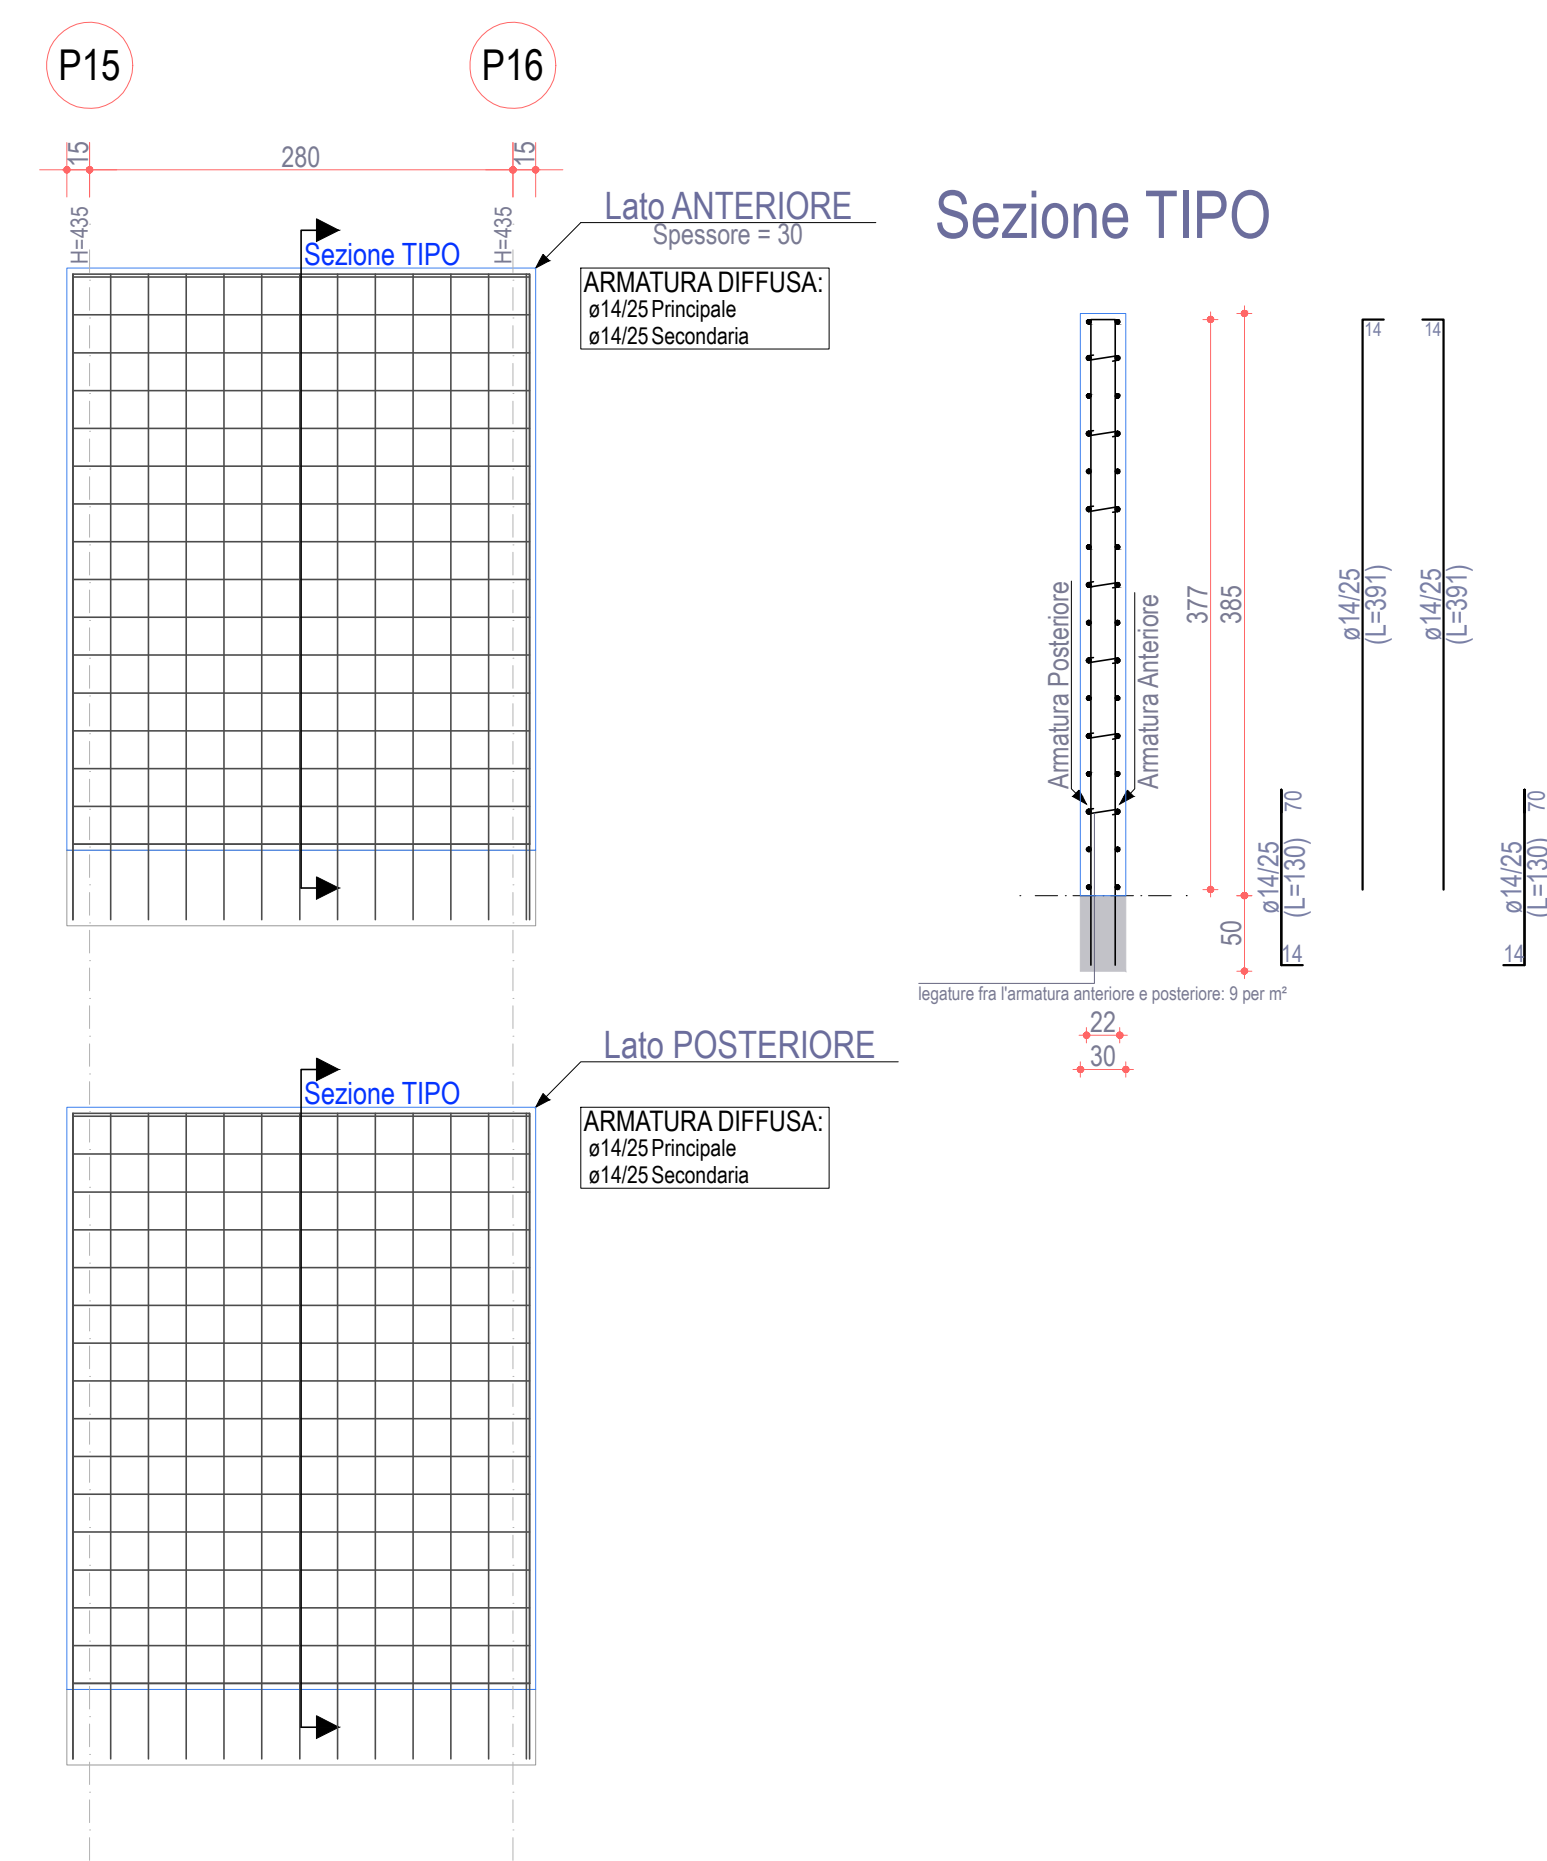 P15
P16
15
280
15
H=435
H=435
Lato ANTERIORE
Spessore = 30
Sezione TIPO
ARMATURA DIFFUSA:
ø14/25 Principale
ø14/25 Secondaria
Sezione TIPO
14
14
377
385
ø14/25
(L=391)
ø14/25
(L=391)
Armatura Posteriore
Armatura Anteriore
70
ø14/25
(L=130)
14
70
ø14/25
(L=130)
14
50
legature fra l'armatura anteriore e posteriore: 9 per m²
22
30
Lato POSTERIORE
Sezione TIPO
ARMATURA DIFFUSA:
ø14/25 Principale
ø14/25 Secondaria